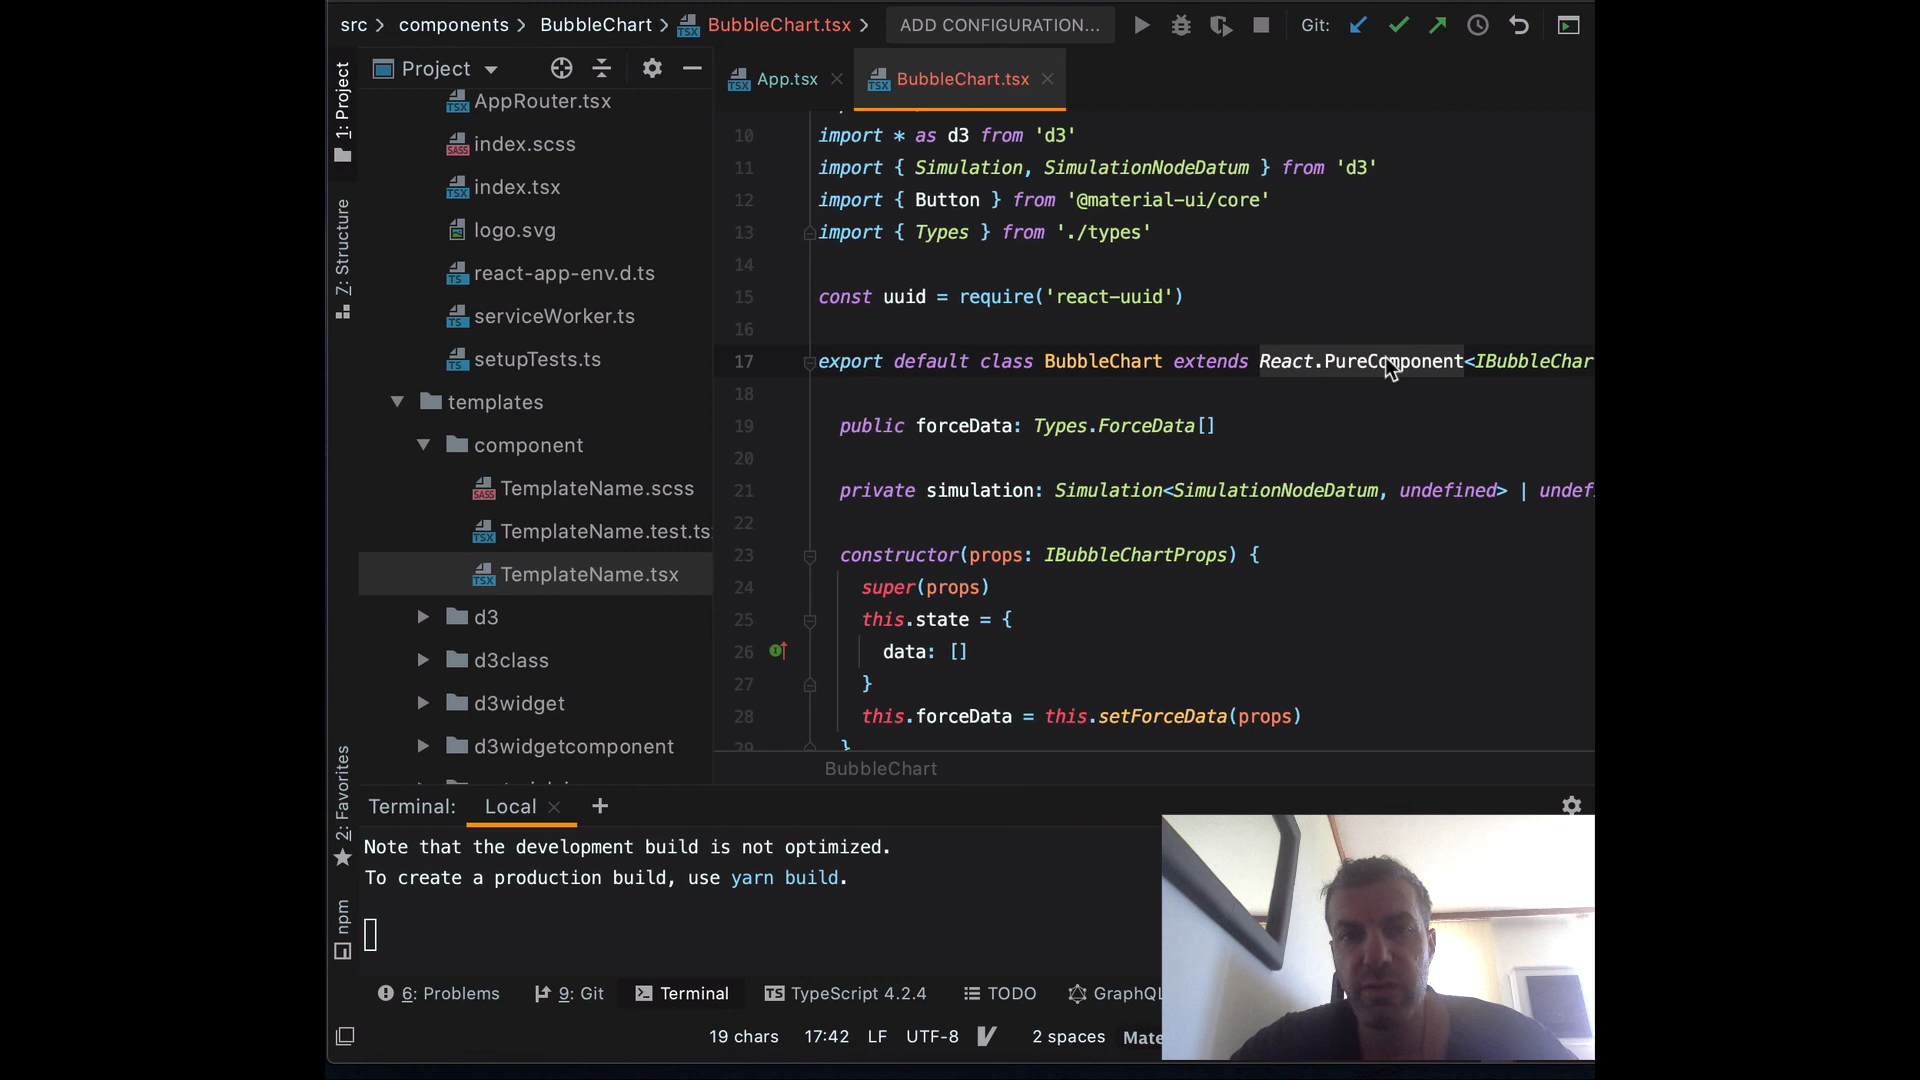 src > components > BubbleChart > BubbleChart.tsx >
ADD CONFIGURATION...
Git:
1: Project
Z: Structure
2: Favorites
npm
Project
AppRouter.tsx
index.scss
index.tsx
logo.svg
react-app-env.d.ts
serviceWorker.ts
setupTests.ts
templates
component
TemplateName.scss
TemplateName.test.ts
TemplateName.tsx
d3
d3class
d3widget
d3widgetcomponent
App.tsx
BubbleChart.tsx
10 import * as d3 from 'd3'
11 import { Simulation, SimulationNodeDatum } from 'd3'
12 import { Button } from '@material-ui/core'
13 import { Types } from './types'
14
15 const uuid = require('react-uuid')
16
17 export default class BubbleChart extends React.PureComponent<IBubbleChar
18
19 public forceData: Types.ForceData[]
20
21 private simulation: Simulation<SimulationNodeDatum, undefined> | undef
22
23 constructor(props: IBubbleChartProps) {
24 super(props)
25 this.state = {
26 data: []
27 }
28 this.forceData = this.setForceData(props)
29 }
BubbleChart
Terminal: Local
Note that the development build is not optimized.
To create a production build, use yarn build.
6: Problems
9: Git
Terminal
TypeScript 4.2.4
TODO
GraphQL
19 chars
17:42
LF
UTF-8
2 spaces
Mate